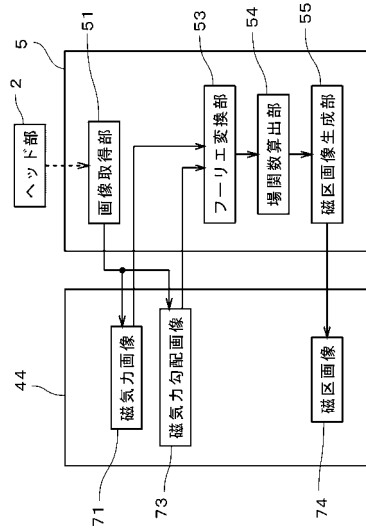 ヘッド部
2
5
51
画像取得部
53
フーリエ変換部
54
場関数算出部
55
磁区画像生成部
44
磁気力画像
71
磁気力勾配画像
73
磁区画像
74